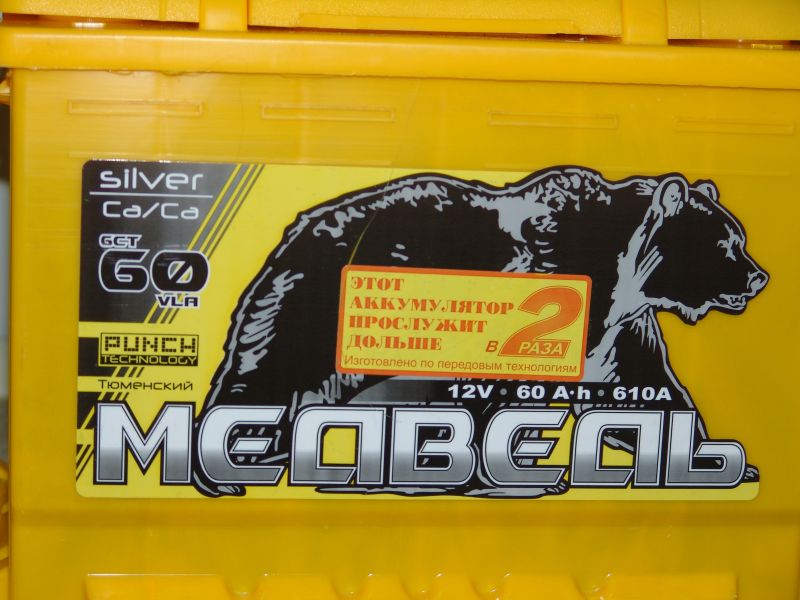 silver
Ca/Ca
6CT
60
VLA
PUNCH
TECHNOLOGY
Тюменский
ЭТОТ
АККУМУЛЯТОР
ПРОСЛУЖИТ
ДОЛЬШЕ
в 2 РАЗА
Изготовлено по передовым технологиям
12V · 60 A·h · 610A
МЕДВЕДЬ